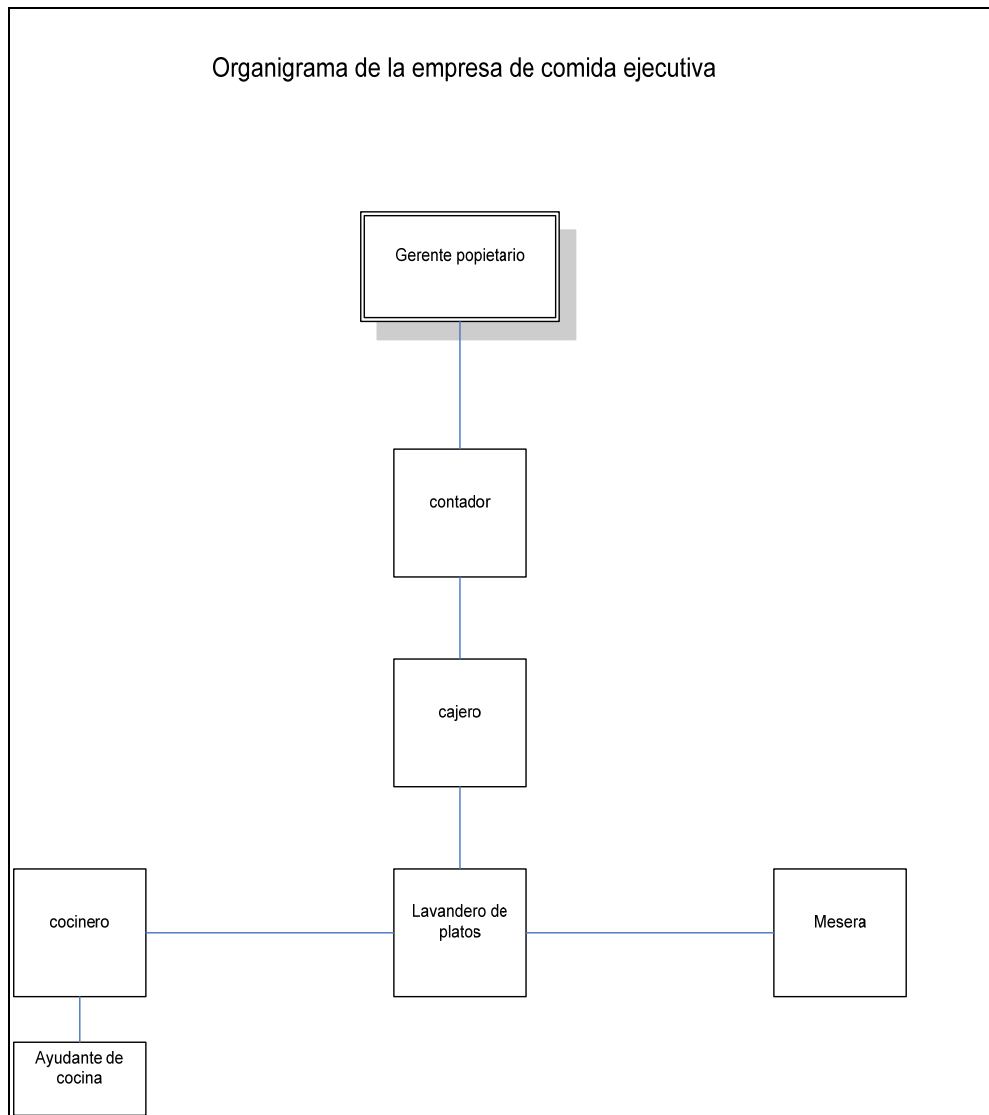 Organigrama de la empresa de comida ejecutiva
Gerente popietario
contador
cajero
cocinero
Lavandero de
platos
Mesera
Ayudante de
cocina